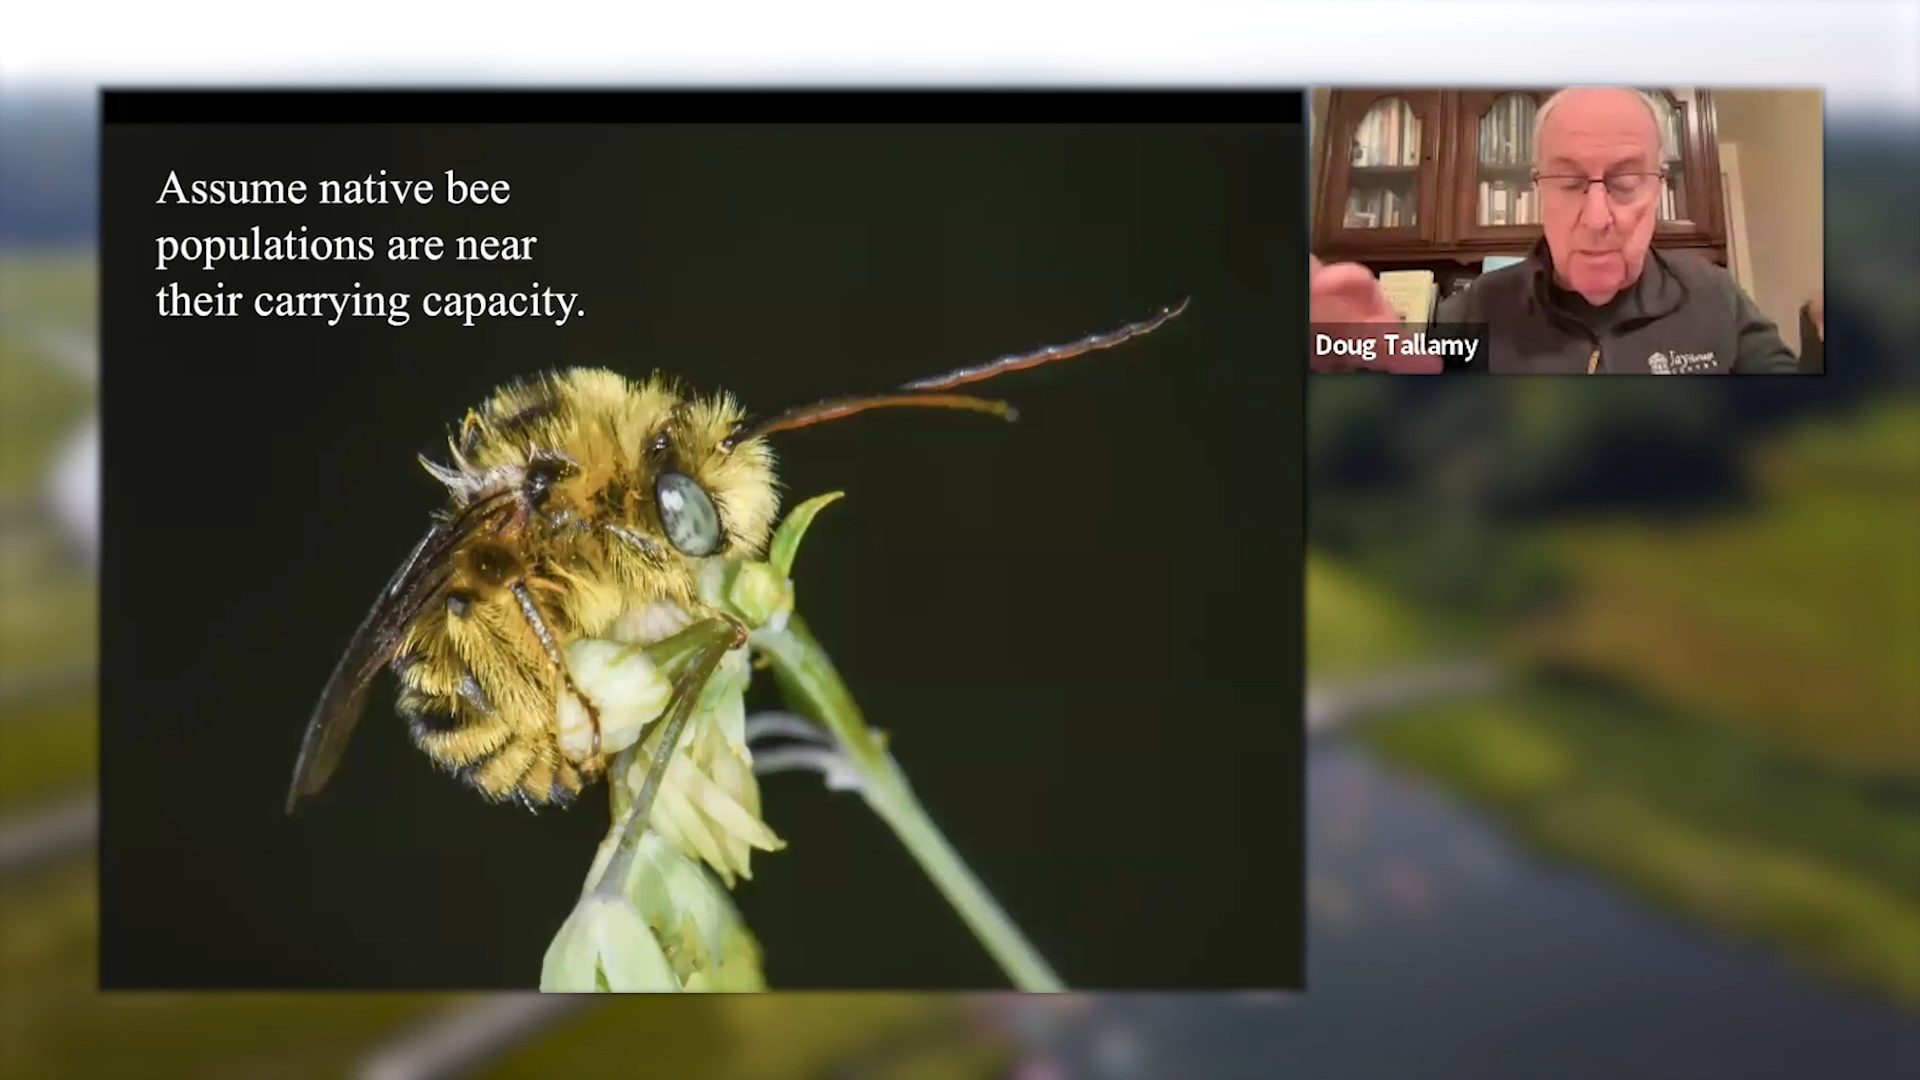 Assume native bee
populations are near
their carrying capacity.
Doug Tallamy